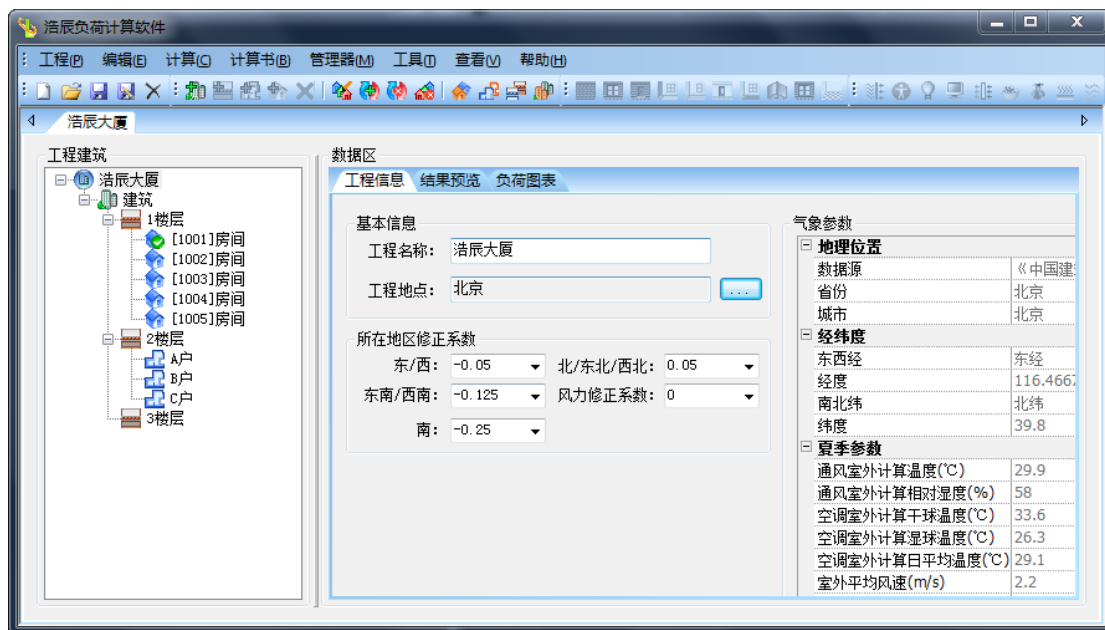 浩辰负荷计算软件
工程(P) 编辑(E) 计算(C) 计算书(B) 管理器(M) 工具(T) 查看(V) 帮助(H)
浩辰大厦
工程建筑
浩辰大厦
建筑
1楼层
[1001]房间
[1002]房间
[1003]房间
[1004]房间
[1005]房间
2楼层
A户
B户
C户
3楼层
数据区
工程信息 结果预览 负荷图表
基本信息
工程名称: 浩辰大厦
工程地点: 北京 ...
所在地区修正系数
东/西: -0.05 北/东北/西北: 0.05
东南/西南: -0.125 风力修正系数: 0
南: -0.25
气象参数
地理位置
数据源 《中国建
省份 北京
城市 北京
经纬度
东西经 东经
经度 116.4667
南北纬 北纬
纬度 39.8
夏季参数
通风室外计算温度(℃) 29.9
通风室外计算相对湿度(%) 58
空调室外计算干球温度(℃) 33.6
空调室外计算湿球温度(℃) 26.3
空调室外计算日平均温度(℃) 29.1
室外平均风速(m/s) 2.2